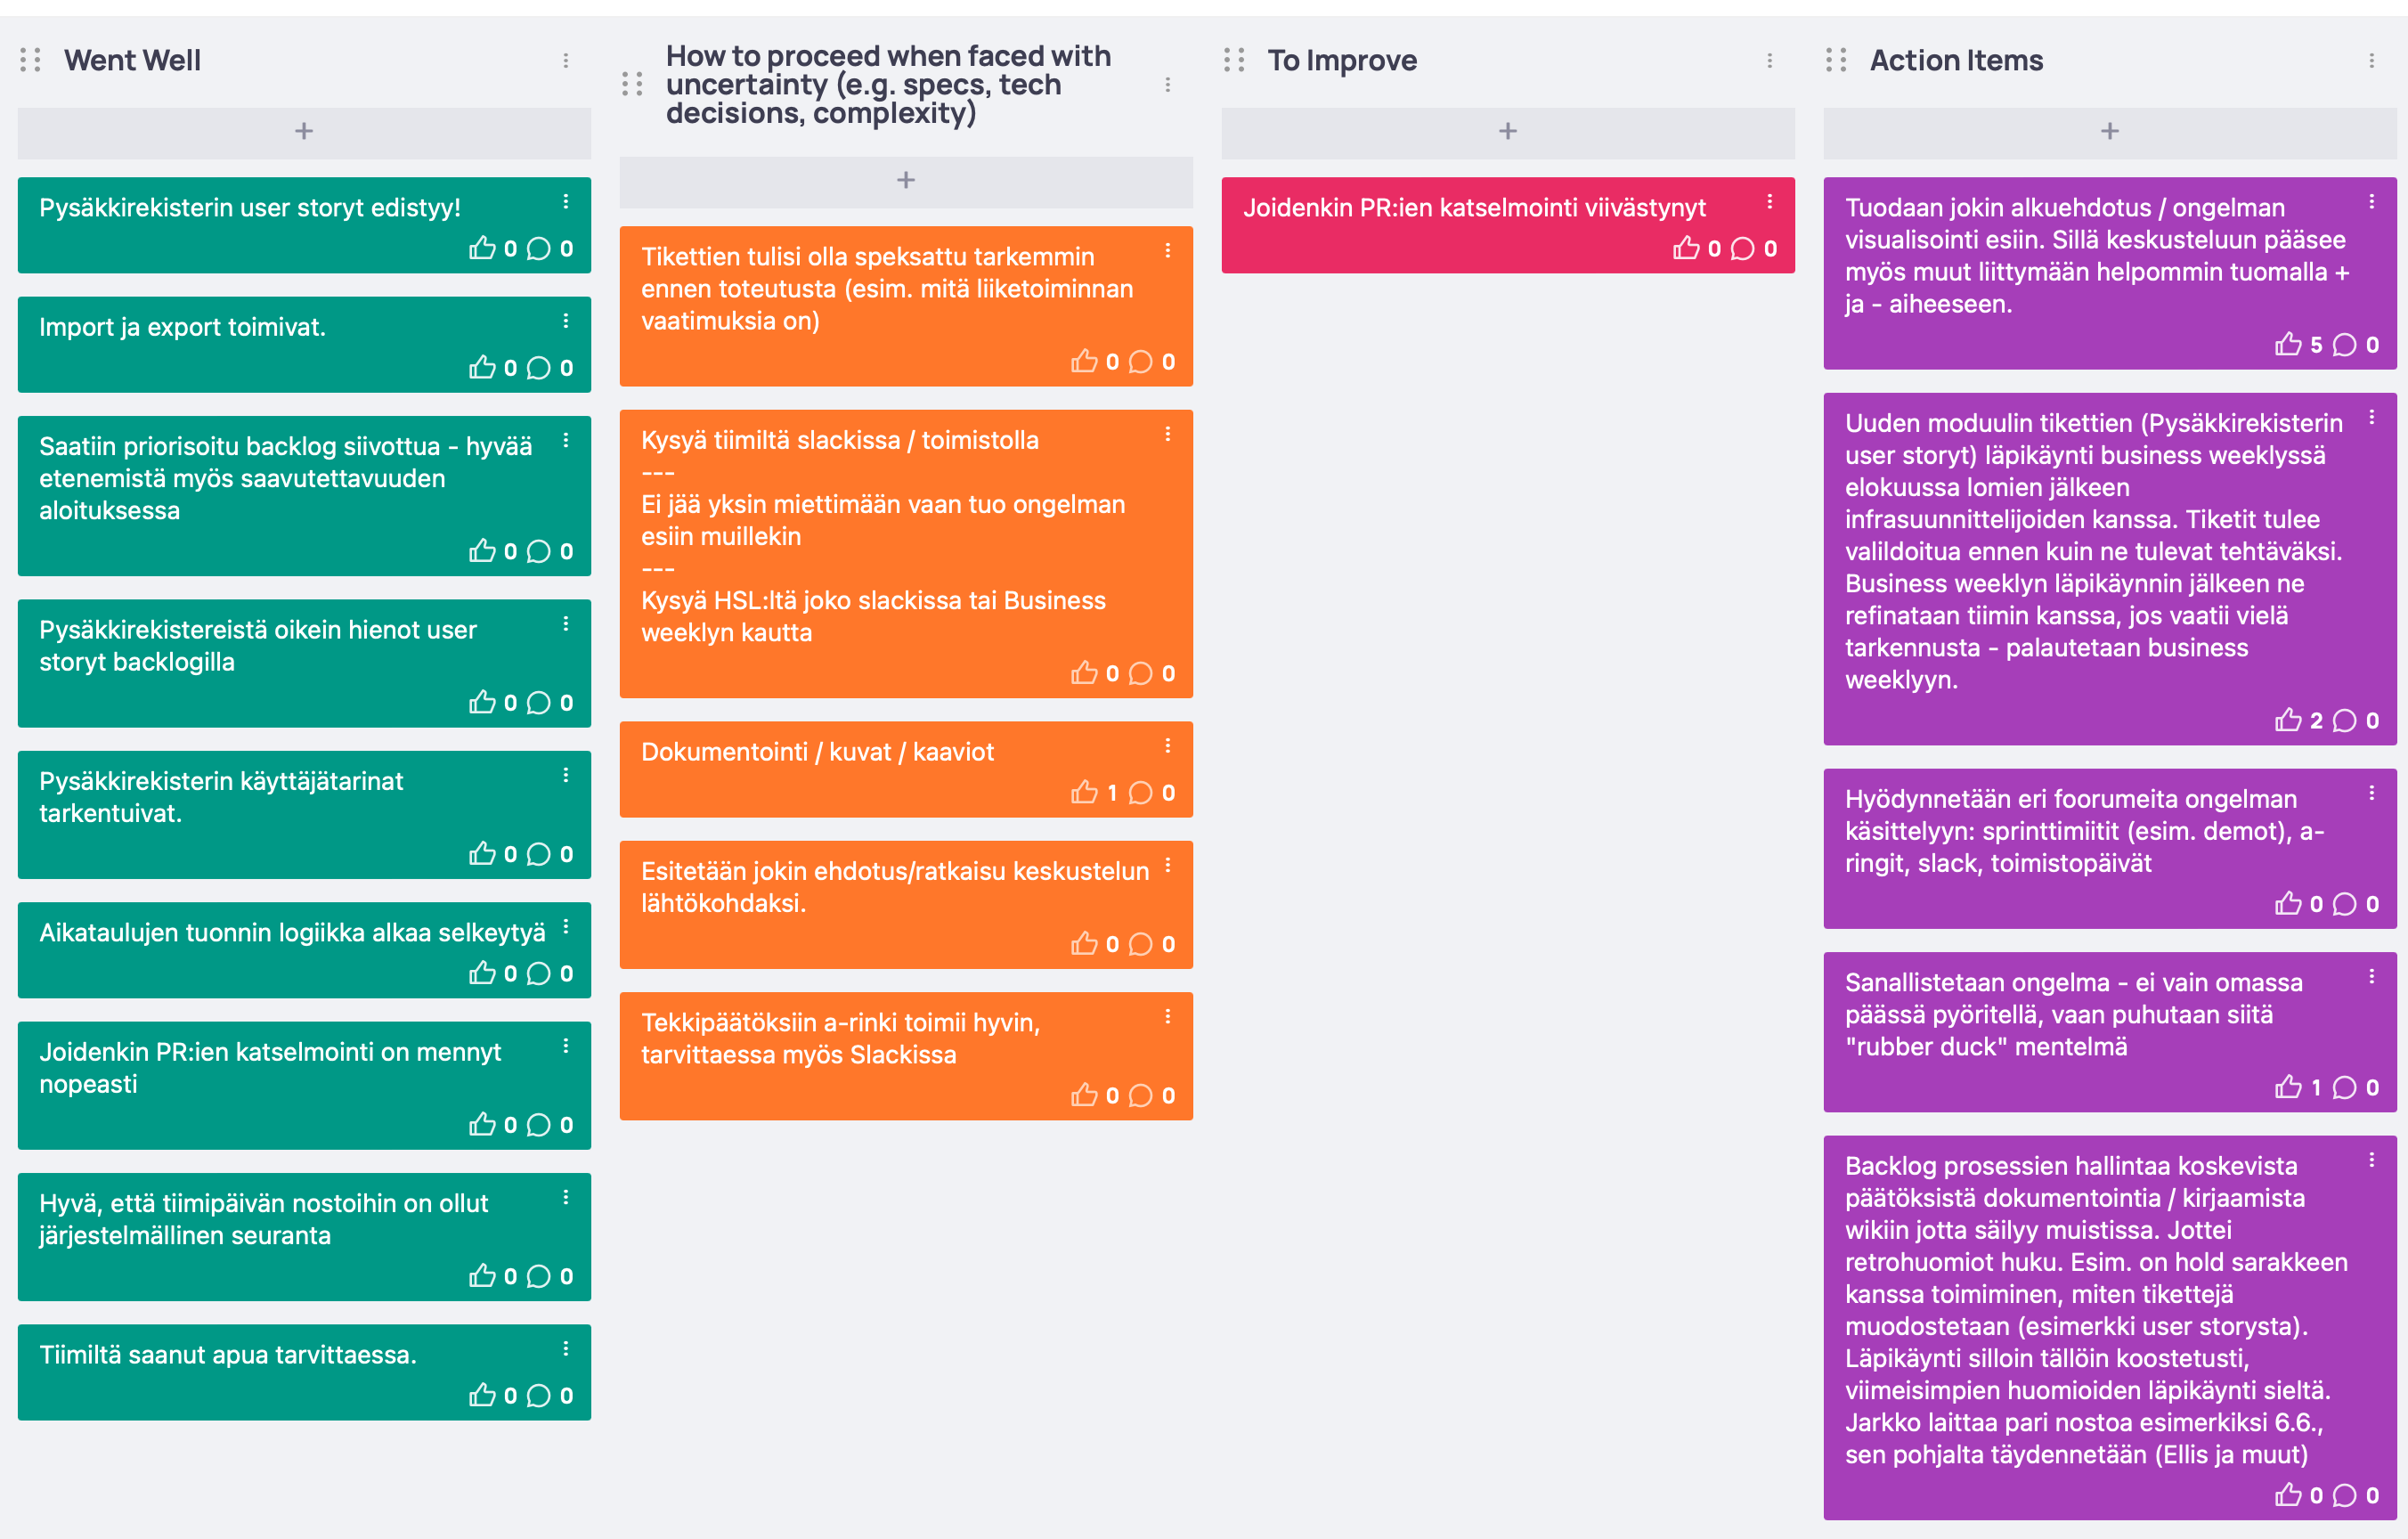 Went Well
+
Pysäkkirekisterin user storyt edistyy!
0 0
Import ja export toimivat.
0 0
Saatiin priorisoitu backlog siivottua - hyvää
etenemistä myös saavutettavuuden
aloituksessa
0 0
Pysäkkirekistereistä oikein hienot user
storyt backlogilla
0 0
Pysäkkirekisterin käyttäjätarinat
tarkentuivat.
0 0
Aikataulujen tuonnin logiikka alkaa selkeytyä
0 0
Joidenkin PR:ien katselmointi on mennyt
nopeasti
0 0
Hyvä, että tiimipäivän nostoihin on ollut
järjestelmällinen seuranta
0 0
Tiimiltä saanut apua tarvittaessa.
0 0
How to proceed when faced with
uncertainty (e.g. specs, tech
decisions, complexity)
+
Tikettien tulisi olla speksattu tarkemmin
ennen toteutusta (esim. mitä liiketoiminnan
vaatimuksia on)
0 0
Kysyä tiimiltä slackissa / toimistolla
---
Ei jää yksin miettimään vaan tuo ongelman
esiin muillekin
---
Kysyä HSL:ltä joko slackissa tai Business
weeklyn kautta
0 0
Dokumentointi / kuvat / kaaviot
1 0
Esitetään jokin ehdotus/ratkaisu keskustelun
lähtökohdaksi.
0 0
Tekkipäätöksiin a-rinki toimii hyvin,
tarvittaessa myös Slackissa
0 0
To Improve
+
Joidenkin PR:ien katselmointi viivästynyt
0 0
Action Items
+
Tuodaan jokin alkuehdotus / ongelman
visualisointi esiin. Sillä keskusteluun pääsee
myös muut liittymään helpommin tuomalla +
ja - aiheeseen.
5 0
Uuden moduulin tikettien (Pysäkkirekisterin
user storyt) läpikäynti business weeklyssä
elokuussa lomien jälkeen
infrasuunnittelijoiden kanssa. Tiketit tulee
valildoitua ennen kuin ne tulevat tehtäväksi.
Business weeklyn läpikäynnin jälkeen ne
refinataan tiimin kanssa, jos vaatii vielä
tarkennusta - palautetaan business
weeklyyn.
2 0
Hyödynnetään eri foorumeita ongelman
käsittelyyn: sprinttimiitit (esim. demot), a-
ringit, slack, toimistopäivät
0 0
Sanallistetaan ongelma - ei vain omassa
päässä pyöritellä, vaan puhutaan siitä
"rubber duck" mentelmä
1 0
Backlog prosessien hallintaa koskevista
päätöksistä dokumentointia / kirjaamista
wikiin jotta säilyy muistissa. Jottei
retrohuomiot huku. Esim. on hold sarakkeen
kanssa toimiminen, miten tikettejä
muodostetaan (esimerkki user storysta).
Läpikäynti silloin tällöin koostetusti,
viimeisimpien huomioiden läpikäynti sieltä.
Jarkko laittaa pari nostoa esimerkiksi 6.6.,
sen pohjalta täydennetään (Ellis ja muut)
0 0